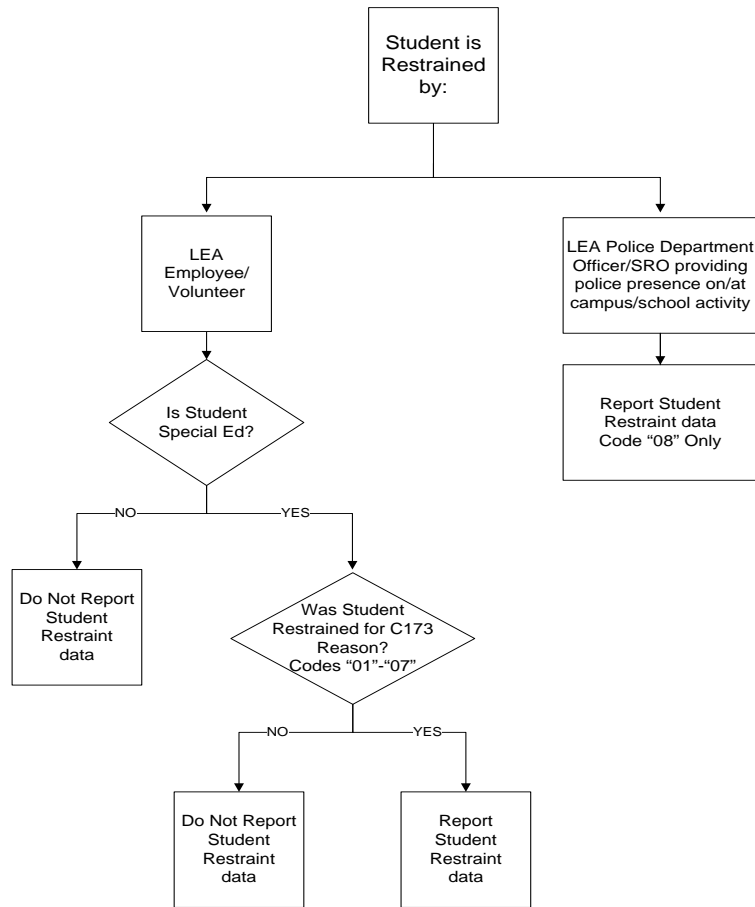 Student is
Restrained
by:
LEA
Employee/
Volunteer
LEA Police Department
Officer/SRO providing
police presence on/at
campus/school activity
Is Student
Special Ed?
Report Student
Restraint data
Code “08” Only
NO
YES
Do Not Report
Student
Restraint
data
Was Student
Restrained for C173
Reason?
Codes “01”-“07”
NO
YES
Do Not Report
Student
Restraint
data
Report
Student
Restraint
data